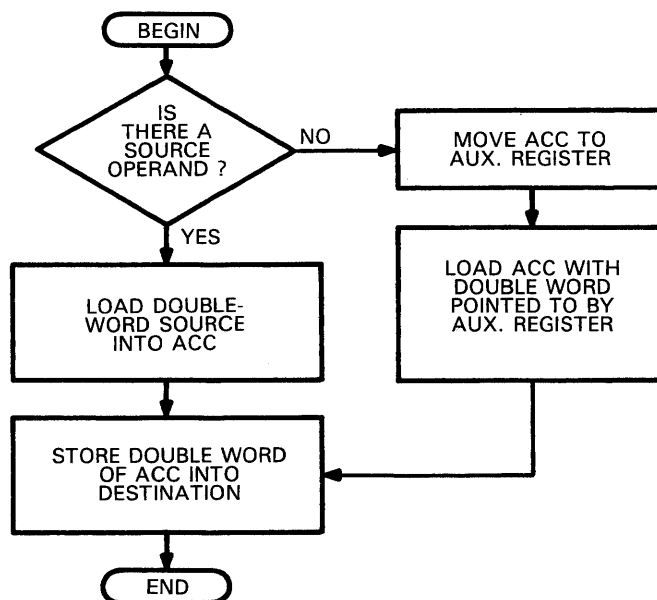 BEGIN
IS
THERE A
SOURCE
OPERAND ?
NO
MOVE ACC TO
AUX. REGISTER
YES
LOAD DOUBLE-
WORD SOURCE
INTO ACC
LOAD ACC WITH
DOUBLE WORD
POINTED TO BY
AUX. REGISTER
STORE DOUBLE WORD
OF ACC INTO
DESTINATION
END